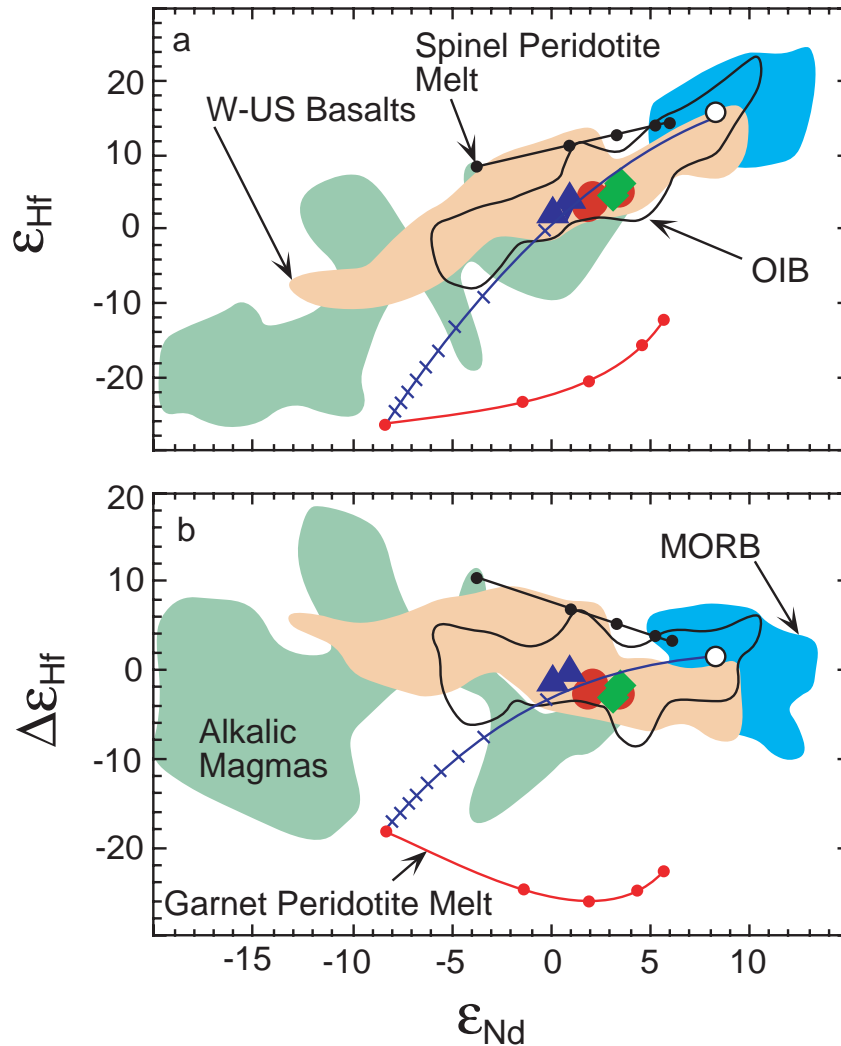 a
Spinel Peridotite
Melt
W-US Basalts
OIB
εHf
20
10
0
-10
-20
b
MORB
Alkalic
Magmas
Garnet Peridotite Melt
ΔεHf
20
10
0
-10
-20
-15
-10
-5
0
5
10
εNd